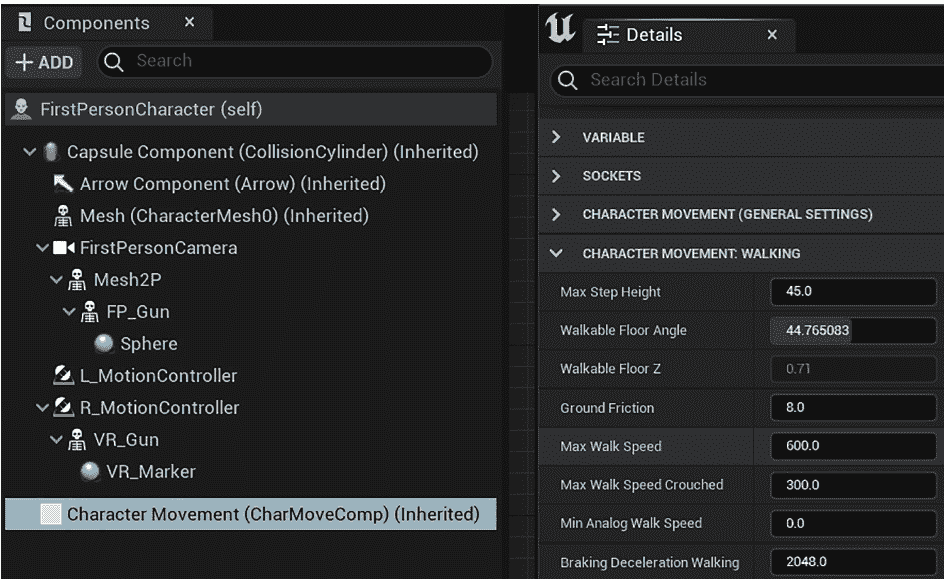 Components
ADD
Search
FirstPersonCharacter (self)
Capsule Component (CollisionCylinder) (Inherited)
Arrow Component (Arrow) (Inherited)
Mesh (CharacterMesh0) (Inherited)
FirstPersonCamera
Mesh2P
FP_Gun
Sphere
L_MotionController
R_MotionController
VR_Gun
VR_Marker
Character Movement (CharMoveComp) (Inherited)
Details
Search Details
VARIABLE
SOCKETS
CHARACTER MOVEMENT (GENERAL SETTINGS)
CHARACTER MOVEMENT: WALKING
Max Step Height 45.0
Walkable Floor Angle 44.765083
Walkable Floor Z 0.71
Ground Friction 8.0
Max Walk Speed 600.0
Max Walk Speed Crouched 300.0
Min Analog Walk Speed 0.0
Braking Deceleration Walking 2048.0